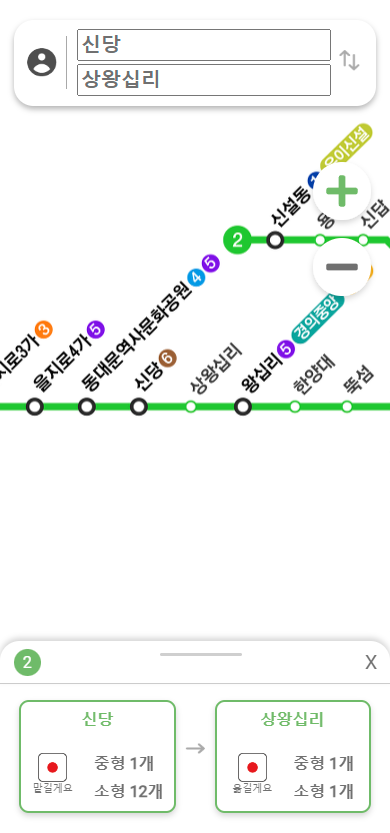 신당
상왕십리
우이신설
신설동
신답
2
동대문역사문화공원 4 5
경의중앙
지로3가 3
을지로4가 5
신당 6
상왕십리
왕십리 5
한양대
뚝섬
2
X
신당
상왕십리
맡길게요
중형 1개
소형 12개
옮길게요
중형 1개
소형 1개